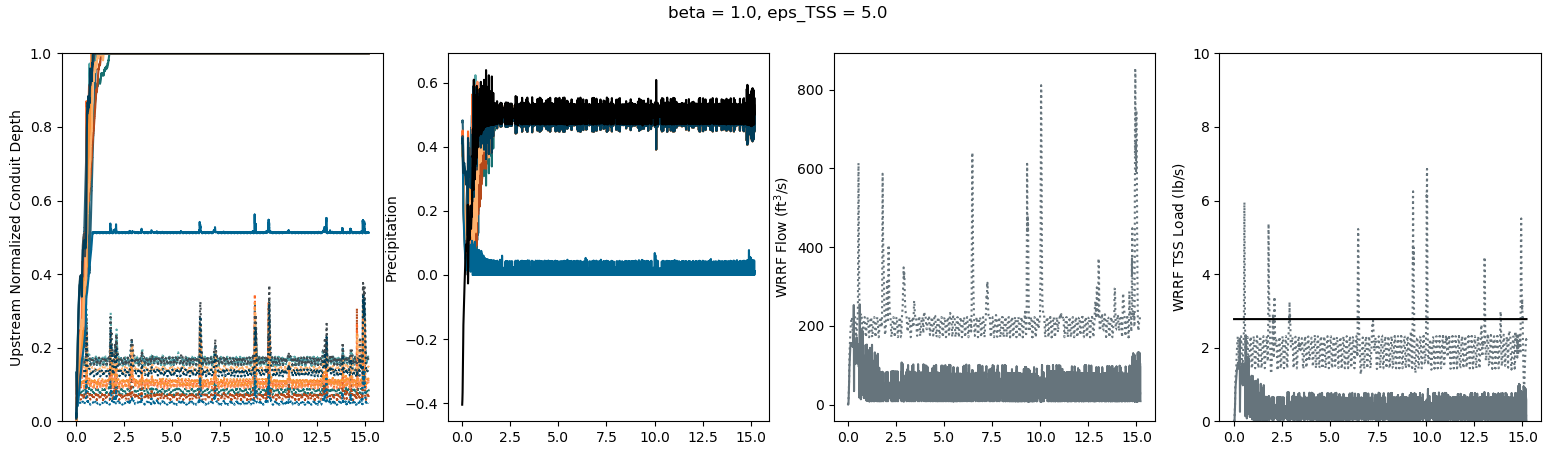 beta = 1.0, eps_TSS = 5.0
Upstream Normalized Conduit Depth
1.0
0.8
0.6
0.4
0.2
0.0
0.0 2.5 5.0 7.5 10.0 12.5 15.0
Precipitation
0.6
0.4
0.2
0.0
−0.2
−0.4
0.0 2.5 5.0 7.5 10.0 12.5 15.0
WRRF Flow (ft³/s)
800
600
400
200
0
0.0 2.5 5.0 7.5 10.0 12.5 15.0
WRRF TSS Load (lb/s)
10
8
6
4
2
0
0.0 2.5 5.0 7.5 10.0 12.5 15.0